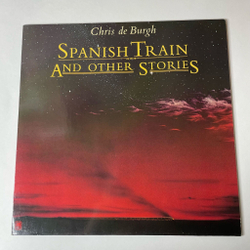 Chris de Burgh
SPANISH TRAIN
AND OTHER STORIES